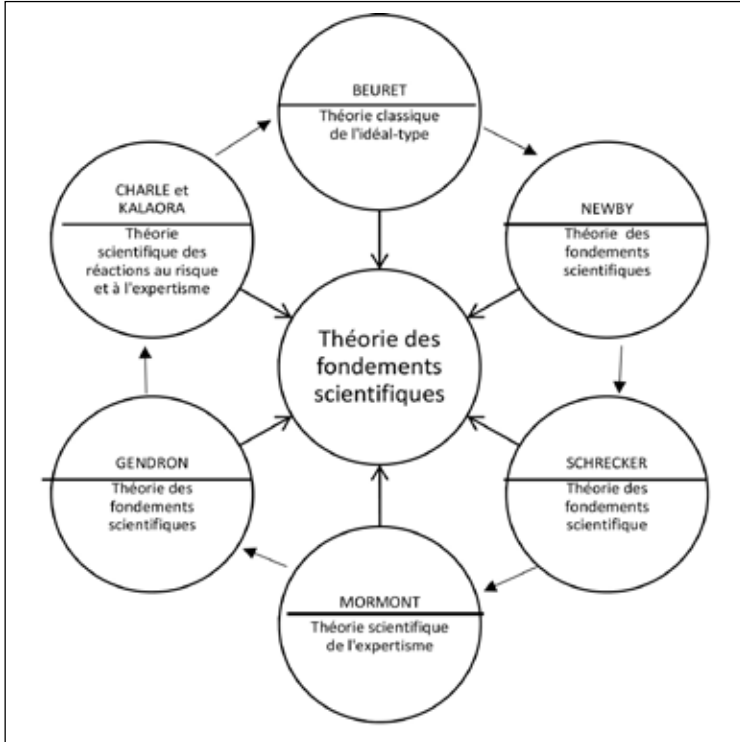 BEURET
Théorie classique
de l'idéal-type
CHARLE et
KALAORA
Théorie
scientifique des
réactions au risque
et à l'expertisme
NEWBY
Théorie des
fondements
scientifiques
Théorie des
fondements
scientifiques
GENDRON
Théorie des
fondements
scientifiques
SCHRECKER
Théorie des
fondements
scientifique
MORMONT
Théorie scientifique
de l'expertisme